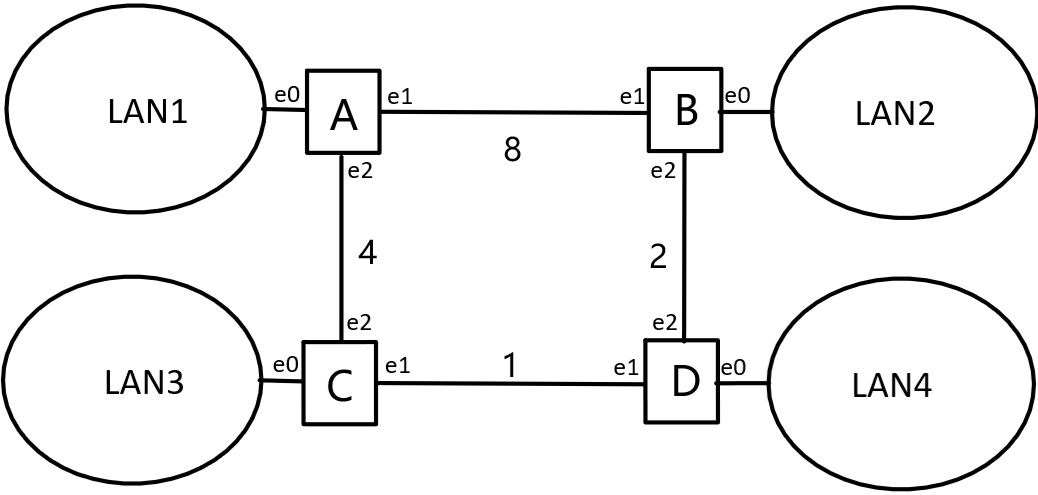 LAN1 e0 A e1 e1 B e0 LAN2
8
e2 e2
4 2
e2 e2
LAN3 e0 C e1 1 e1 D e0 LAN4